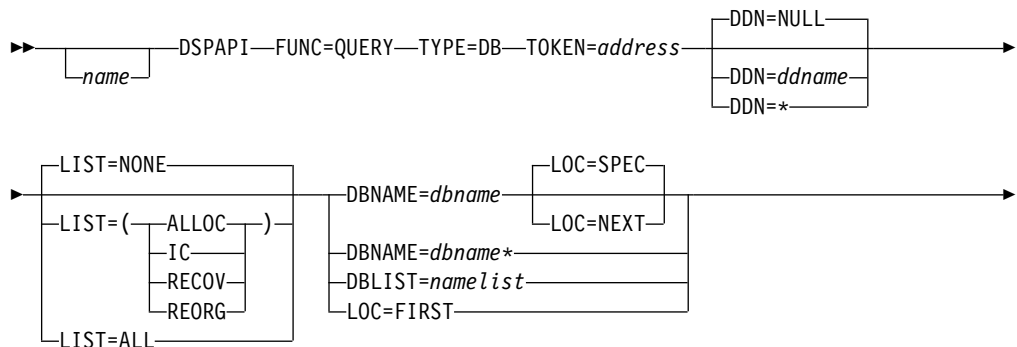 DDN=NULL
name DSPAPI FUNC=QUERY TYPE=DB TOKEN=address
DDN=ddname
DDN=*
LIST=NONE
LIST=( ALLOC )
IC
RECOV
REORG
LIST=ALL
DBNAME=dbname LOC=SPEC
LOC=NEXT
DBNAME=dbname*
DBLIST=namelist
LOC=FIRST